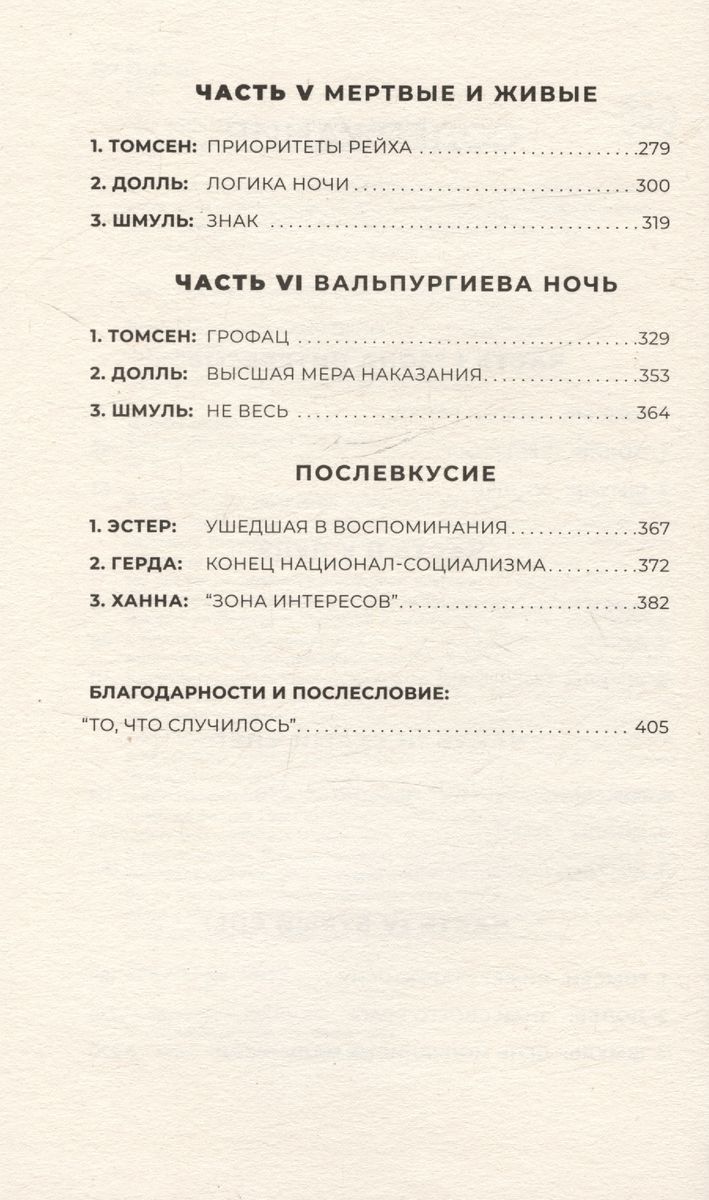 ЧАСТЬ V МЕРТВЫЕ И ЖИВЫЕ
1. ТОМСЕН: ПРИОРИТЕТЫ РЕЙХА ........................279
2. ДОЛЛЬ: ЛОГИКА НОЧИ ..............................300
3. ШМУЛЬ: ЗНАК .....................................319
ЧАСТЬ VI ВАЛЬПУРГИЕВА НОЧЬ
1. ТОМСЕН: ГРОФАЦ ..................................329
2. ДОЛЛЬ: ВЫСШАЯ МЕРА НАКАЗАНИЯ.................353
3. ШМУЛЬ: НЕ ВЕСЬ ..................................364
ПОСЛЕВКУСИЕ
1. ЭСТЕР: УШЕДШАЯ В ВОСПОМИНАНИЯ..............367
2. ГЕРДА: КОНЕЦ НАЦИОНАЛ-СОЦИАЛИЗМА..........372
3. ХАННА: “ЗОНА ИНТЕРЕСОВ”..........................382
БЛАГОДАРНОСТИ И ПОСЛЕСЛОВИЕ:
“ТО, ЧТО СЛУЧИЛОСЬ”.................................... 405